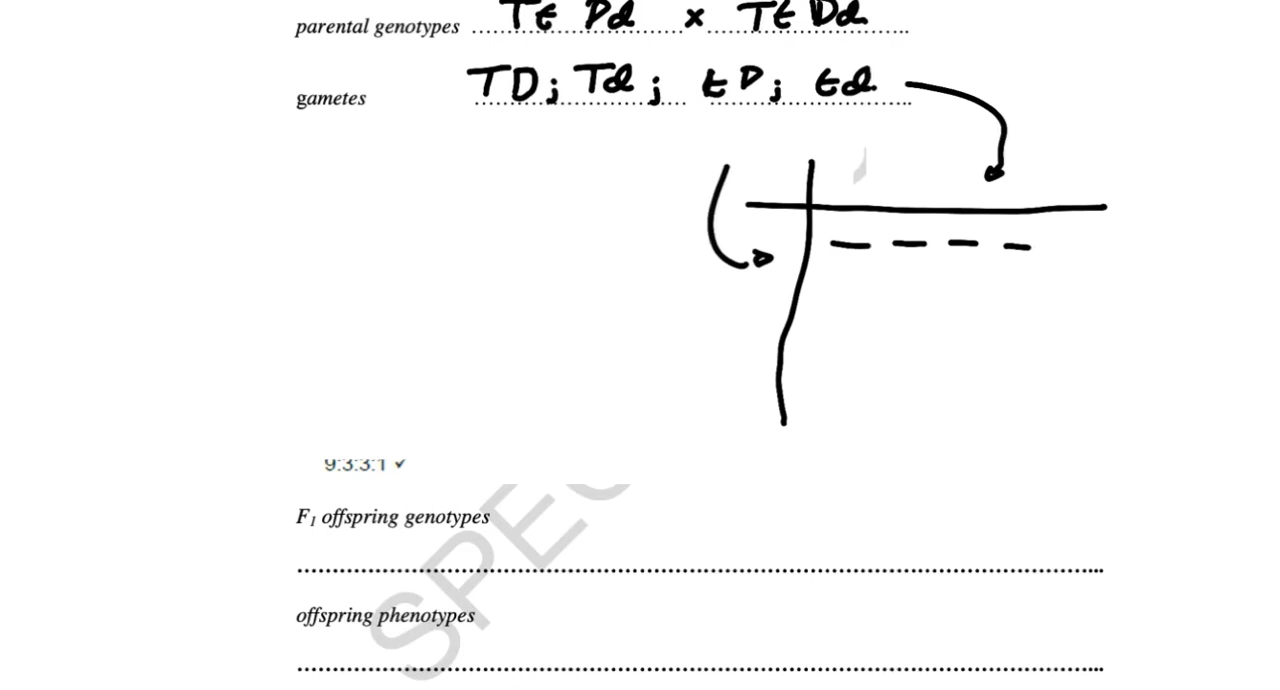 parental genotypes Tt Dd x Tt Dd
gametes TD; Td; tD; td
9:3:3:1 ✓
F1 offspring genotypes
offspring phenotypes
SPEC